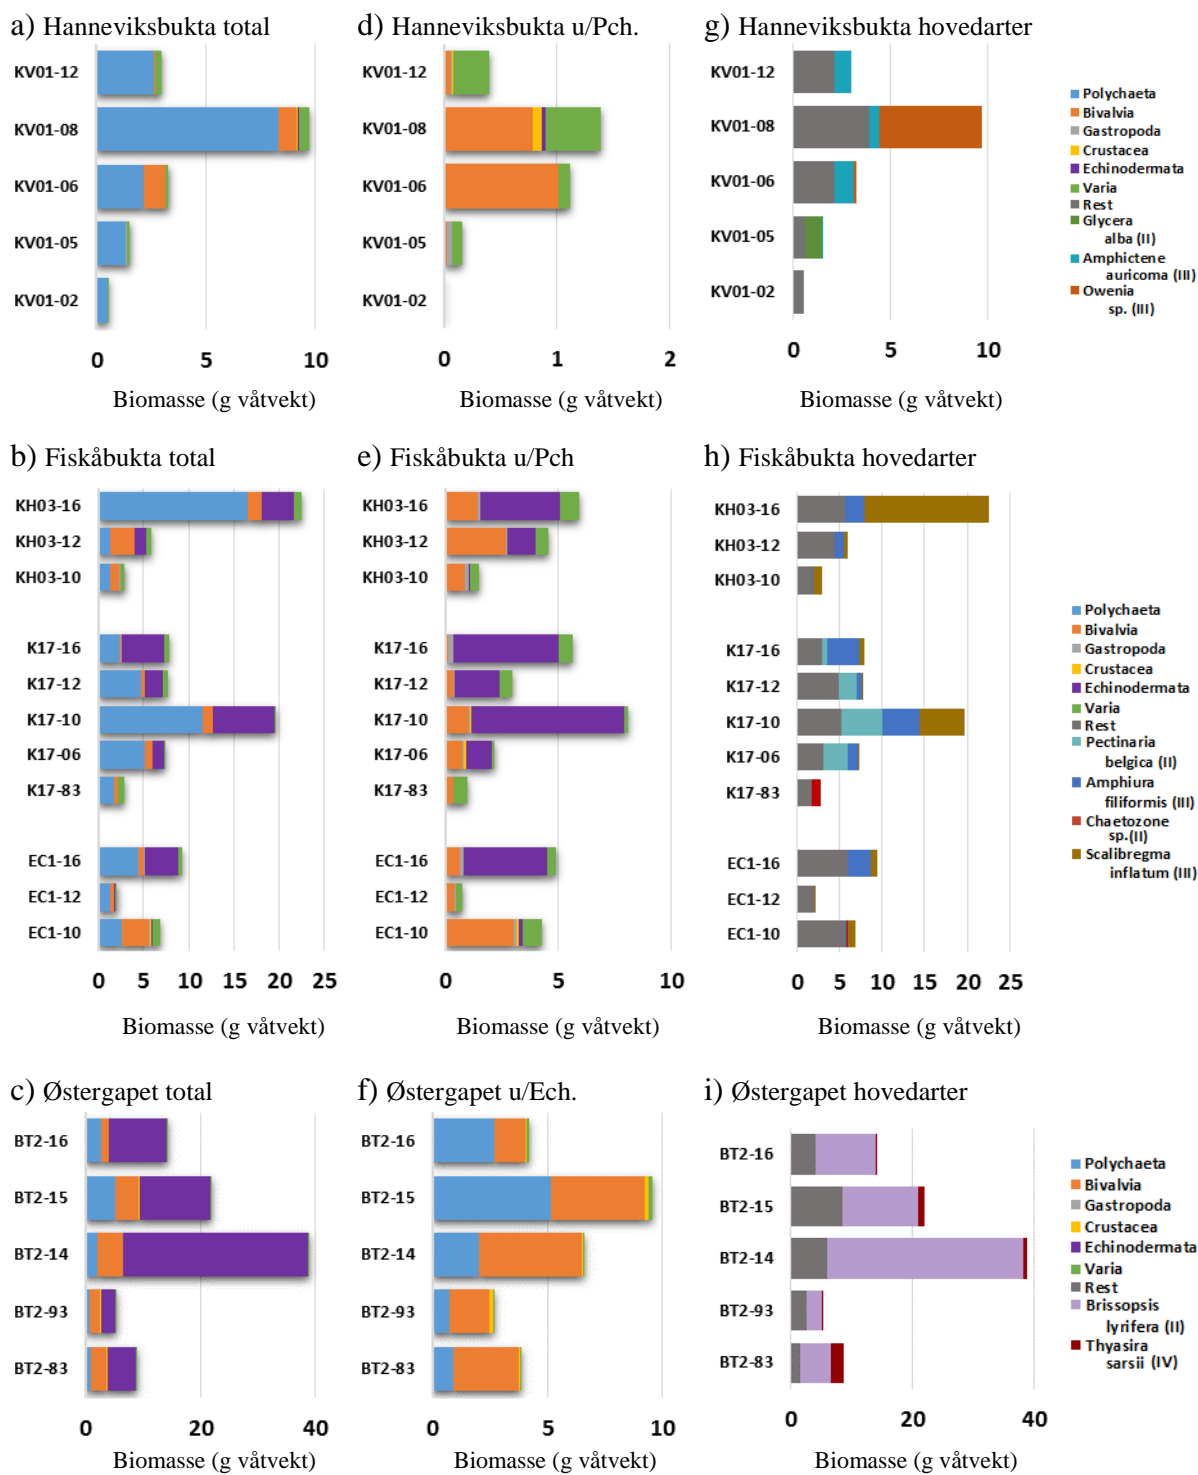 a) Hanneviksbukta total
KV01-12
KV01-08
KV01-06
KV01-05
KV01-02
0 5 10
Biomasse (g våtvekt)
d) Hanneviksbukta u/Pch.
KV01-12
KV01-08
KV01-06
KV01-05
KV01-02
0 1 2
Biomasse (g våtvekt)
g) Hanneviksbukta hovedarter
KV01-12
KV01-08
KV01-06
KV01-05
KV01-02
0 5 10
Biomasse (g våtvekt)
Polychaeta
Bivalvia
Gastropoda
Crustacea
Echinodermata
Varia
Rest
Glycera
alba (II)
Amphictene
auricoma (III)
Owenia
sp. (III)
b) Fiskåbukta total
KH03-16
KH03-12
KH03-10
K17-16
K17-12
K17-10
K17-06
K17-83
EC1-16
EC1-12
EC1-10
0 5 10 15 20 25
Biomasse (g våtvekt)
e) Fiskåbukta u/Pch
KH03-16
KH03-12
KH03-10
K17-16
K17-12
K17-10
K17-06
K17-83
EC1-16
EC1-12
EC1-10
0 5 10
Biomasse (g våtvekt)
h) Fiskåbukta hovedarter
KH03-16
KH03-12
KH03-10
K17-16
K17-12
K17-10
K17-06
K17-83
EC1-16
EC1-12
EC1-10
0 5 10 15 20 25
Biomasse (g våtvekt)
Polychaeta
Bivalvia
Gastropoda
Crustacea
Echinodermata
Varia
Rest
Pectinaria
belgica (II)
Amphiura
filiformis (III)
Chaetozone
sp.(II)
Scalibregma
inflatum (III)
c) Østergapet total
BT2-16
BT2-15
BT2-14
BT2-93
BT2-83
0 20 40
Biomasse (g våtvekt)
f) Østergapet u/Ech.
BT2-16
BT2-15
BT2-14
BT2-93
BT2-83
0 5 10
Biomasse (g våtvekt)
i) Østergapet hovedarter
BT2-16
BT2-15
BT2-14
BT2-93
BT2-83
0 20 40
Biomasse (g våtvekt)
Polychaeta
Bivalvia
Gastropoda
Crustacea
Echinodermata
Varia
Rest
Brissopsis
lyrifera (II)
Thyasira
sarsii (IV)